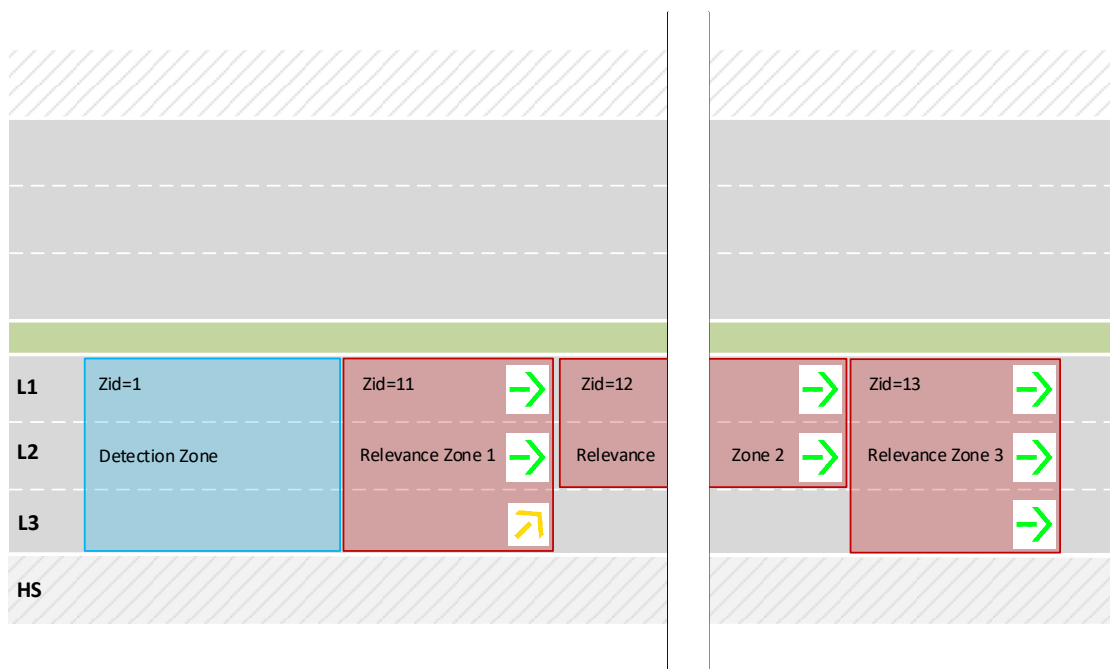 L1
Zid=1
Zid=11
Zid=12
Zid=13
L2
Detection Zone
Relevance Zone 1
Relevance
Zone 2
Relevance Zone 3
L3
HS